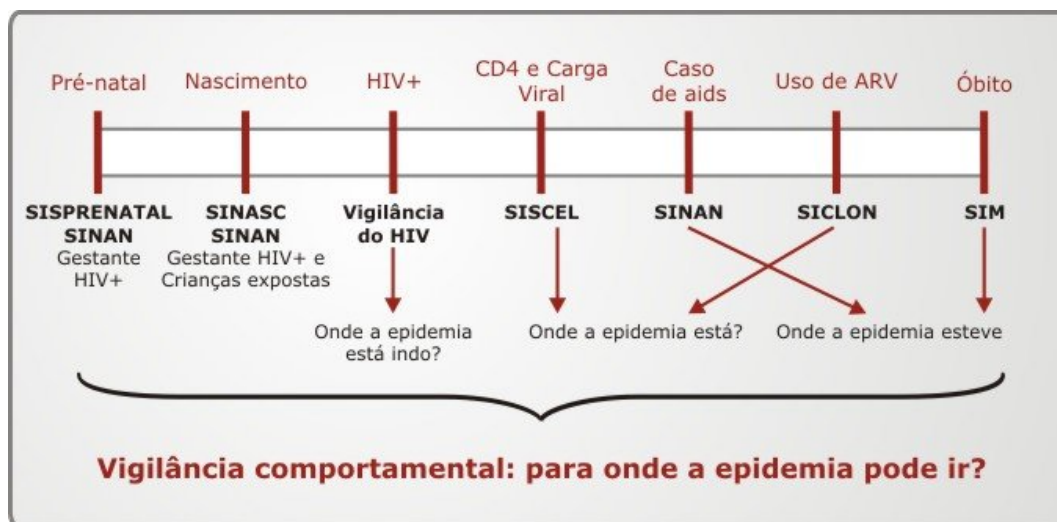 Pré-natal
Nascimento
HIV+
CD4 e Carga
Viral
Caso
de aids
Uso de ARV
Óbito
SISPRENATAL
SINAN
Gestante
HIV+
SINASC
SINAN
Gestante HIV+ e
Crianças expostas
Vigilância
do HIV
SISCEL
SINAN
SICLON
SIM
Onde a epidemia
está indo?
Onde a epidemia está?
Onde a epidemia esteve
Vigilância comportamental: para onde a epidemia pode ir?